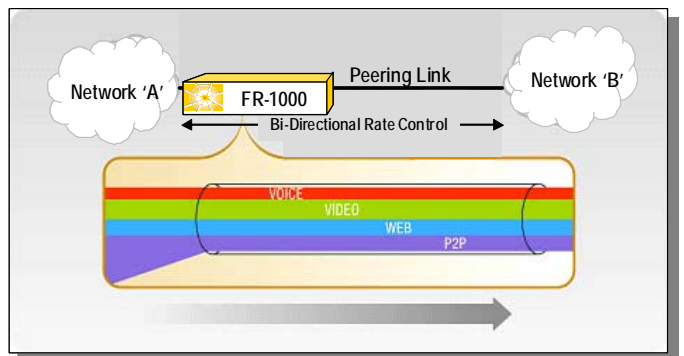 Network 'A'
FR-1000
Peering Link
Network 'B'
Bi-Directional Rate Control
VOICE
VIDEO
WEB
P2P